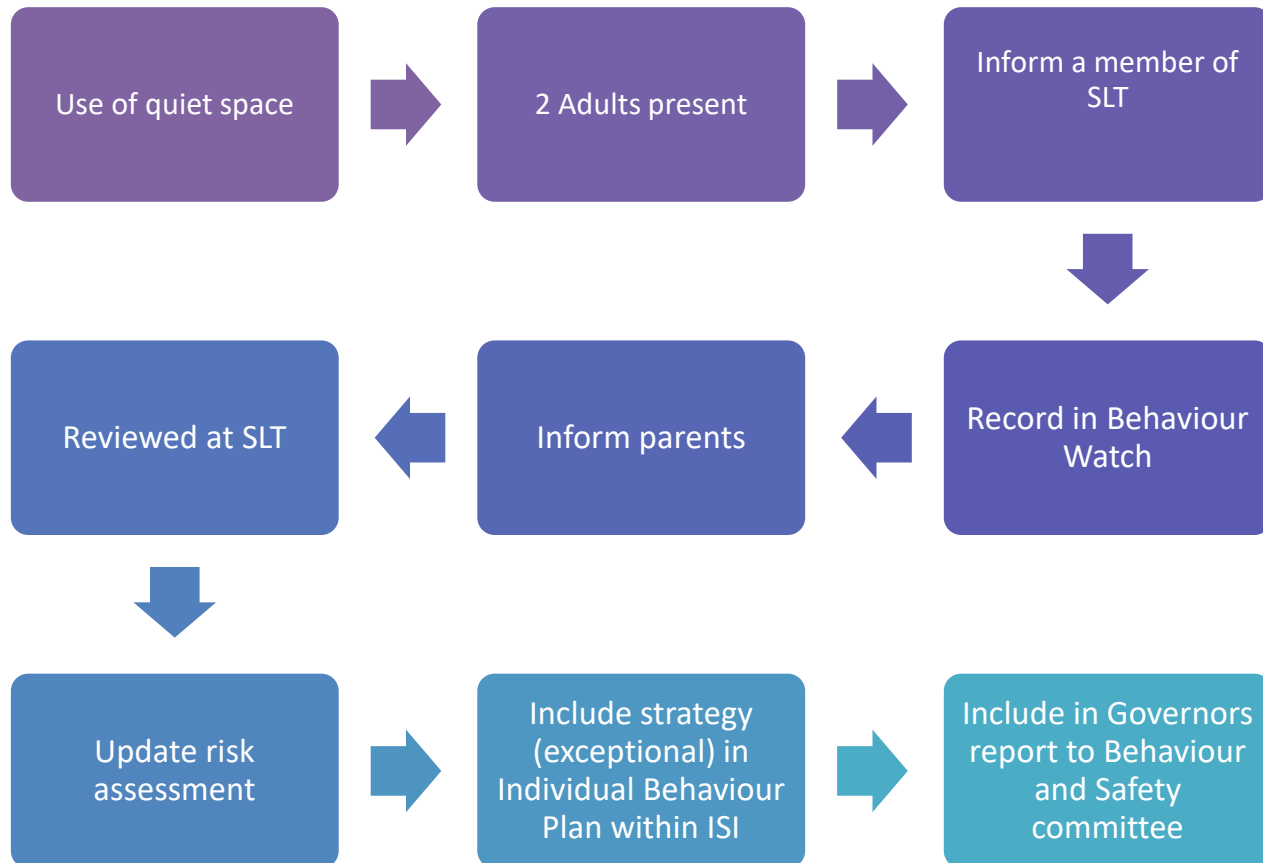 Use of quiet space
2 Adults present
Inform a member of
SLT
Record in Behaviour
Watch
Inform parents
Reviewed at SLT
Update risk
assessment
Include strategy
(exceptional) in
Individual Behaviour
Plan within ISI
Include in Governors
report to Behaviour
and Safety
committee